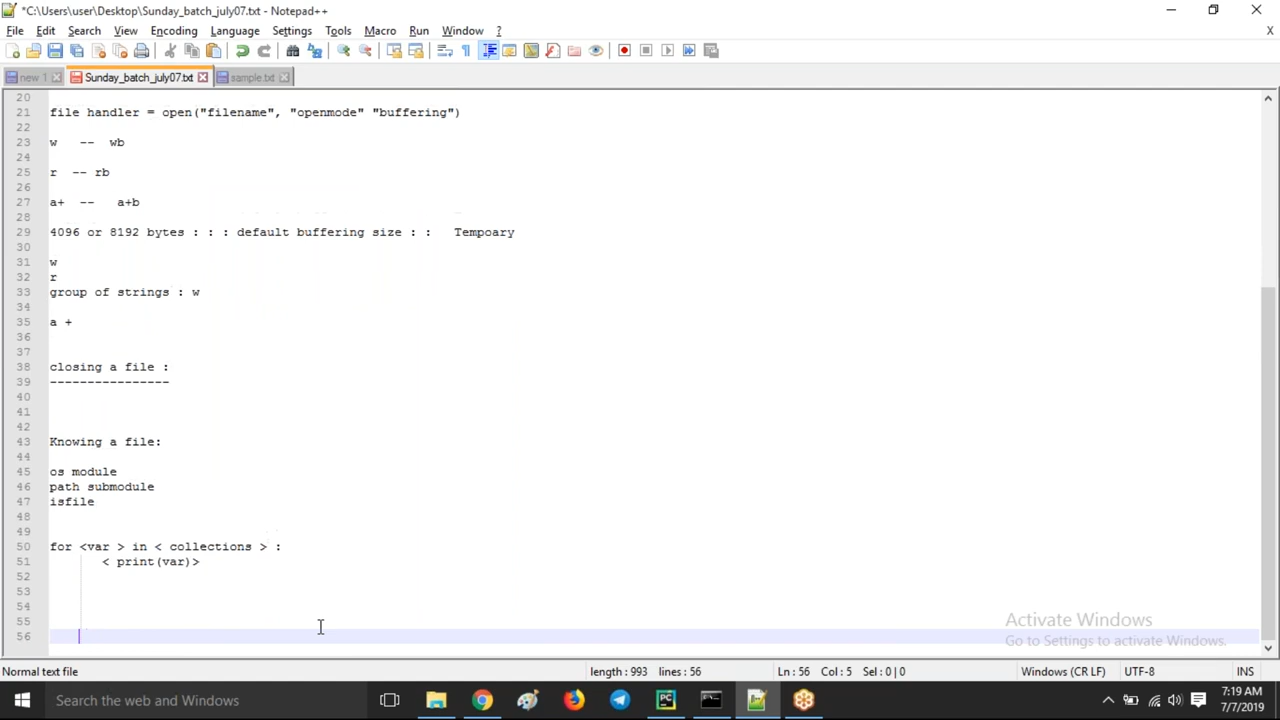 *C:\Users\user\Desktop\Sunday_batch_july07.txt - Notepad++
File Edit Search View Encoding Language Settings Tools Macro Run Window ?
X
new 1 Sunday_batch_july07.txt sample.txt
20
21 file handler = open("filename", "openmode" "buffering")
22
23 w -- wb
24
25 r -- rb
26
27 a+ -- a+b
28
29 4096 or 8192 bytes : : : default buffering size : : Tempoary
30
31 w
32 r
33 group of strings : w
34
35 a +
36
37
38 closing a file :
39 ----------------
40
41
42
43 Knowing a file:
44
45 os module
46 path submodule
47 isfile
48
49
50 for <var > in < collections > :
51 < print(var)>
52
53
54
55
56
Activate Windows
Go to Settings to activate Windows.
Normal text file length : 993 lines : 56 Ln : 56 Col : 5 Sel : 0 | 0 Windows (CR LF) UTF-8 INS
Search the web and Windows
7:19 AM
7/7/2019